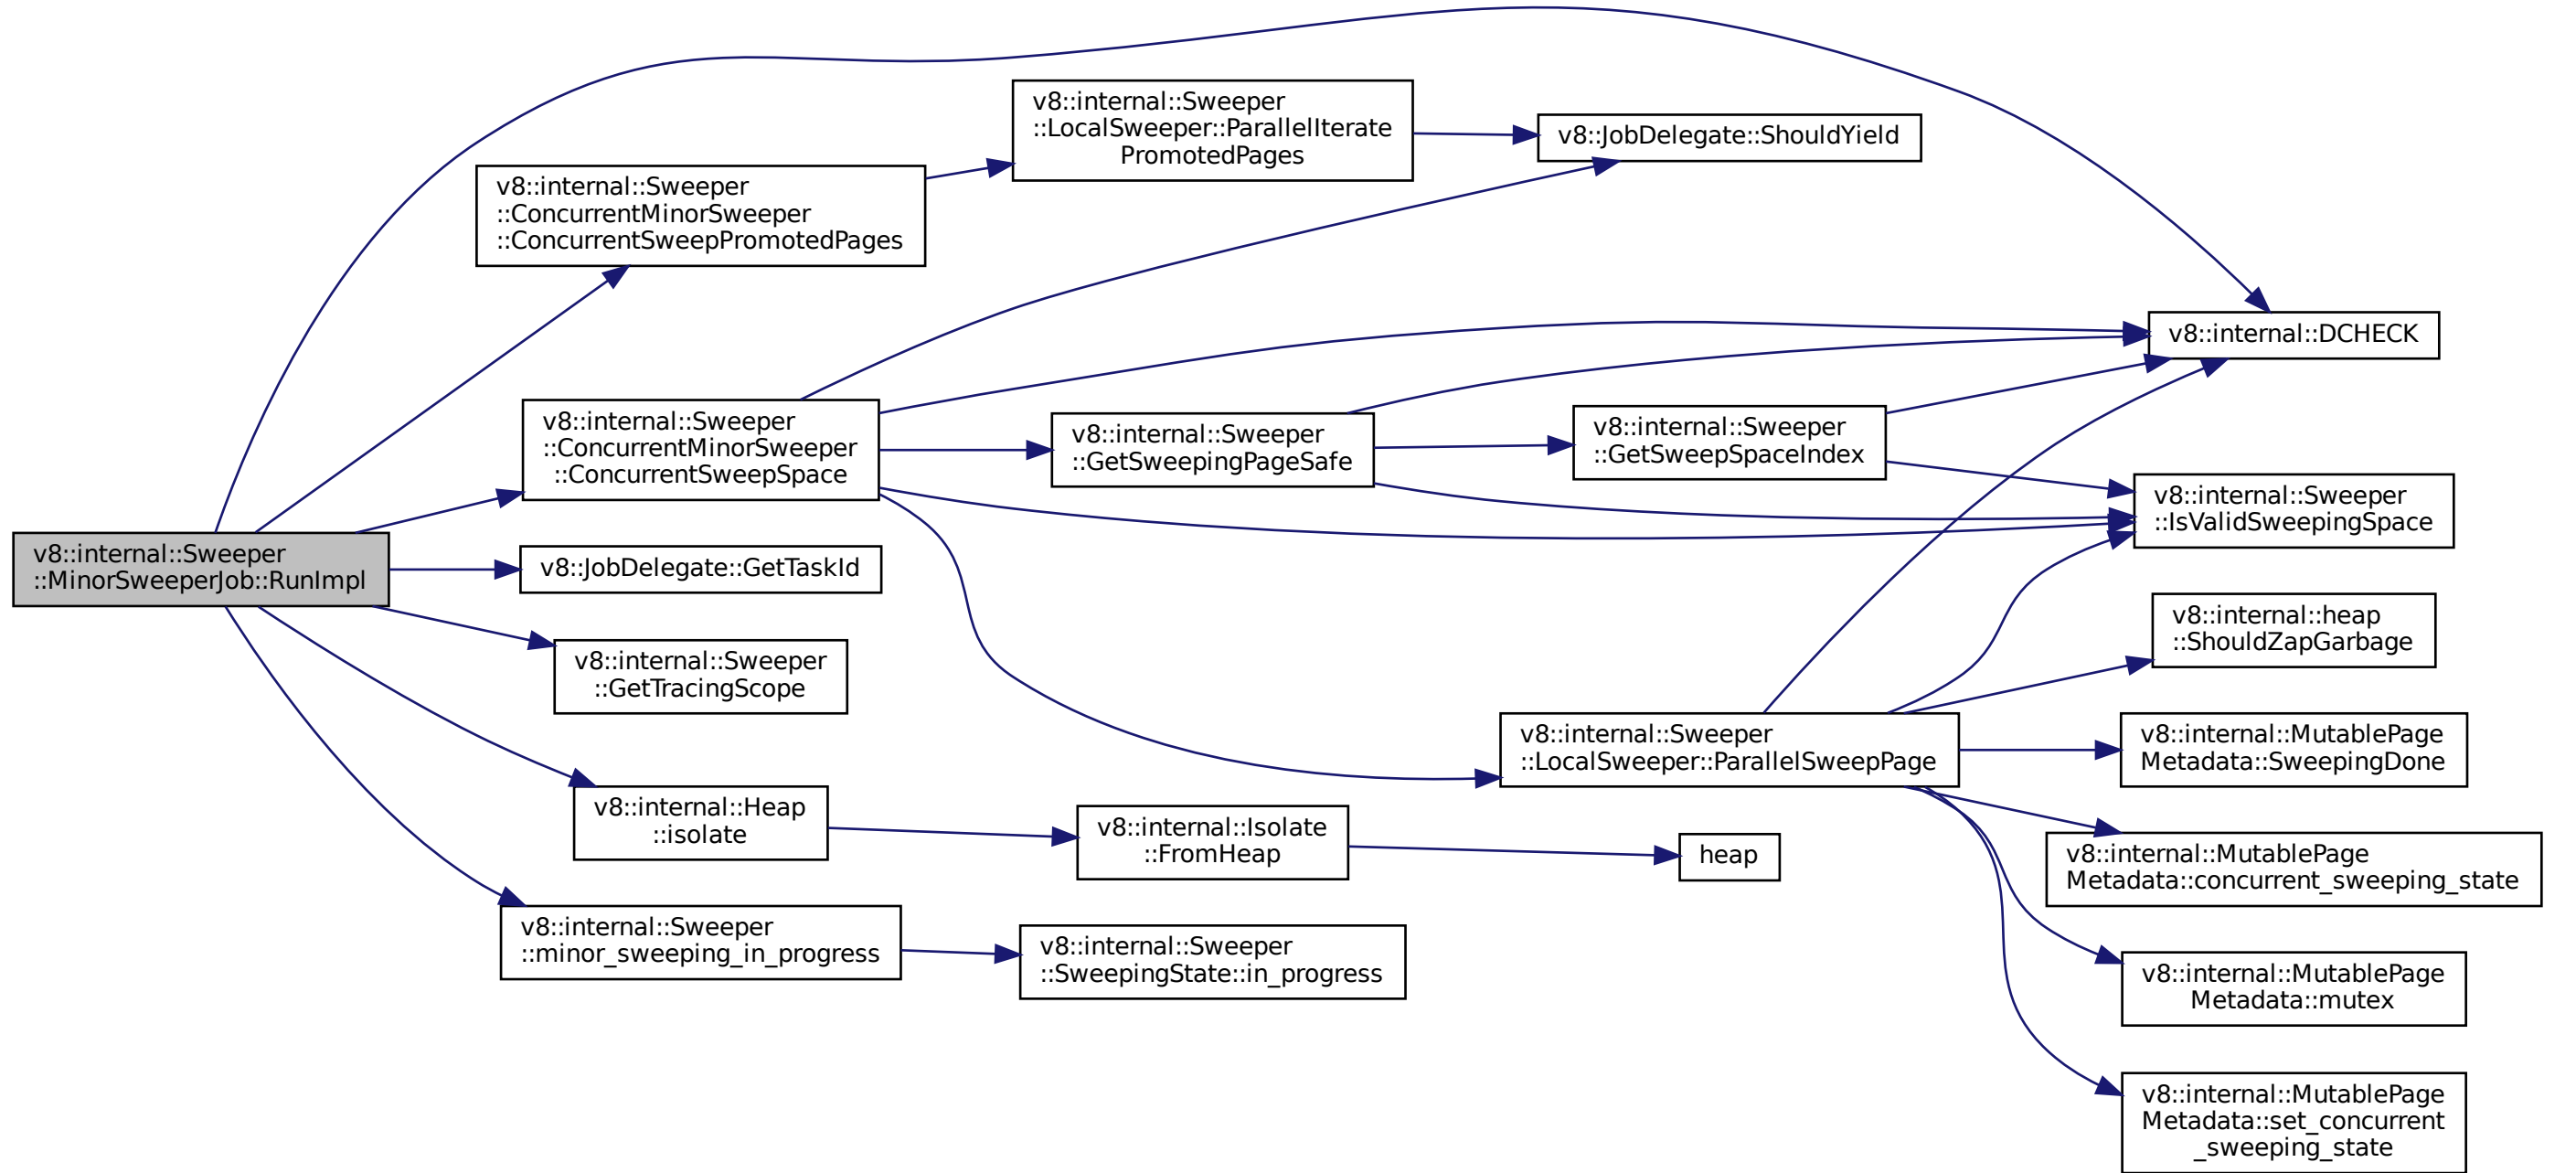 v8::internal::Sweeper
::MinorSweeperJob::RunImpl
v8::internal::Sweeper
::ConcurrentMinorSweeper
::ConcurrentSweepPromotedPages
v8::internal::Sweeper
::LocalSweeper::ParallelIterate
PromotedPages
v8::JobDelegate::ShouldYield
v8::internal::Sweeper
::ConcurrentMinorSweeper
::ConcurrentSweepSpace
v8::internal::Sweeper
::GetSweepingPageSafe
v8::internal::Sweeper
::GetSweepSpaceIndex
v8::internal::DCHECK
v8::internal::Sweeper
::IsValidSweepingSpace
v8::JobDelegate::GetTaskId
v8::internal::Sweeper
::GetTracingScope
v8::internal::Sweeper
::LocalSweeper::ParallelSweepPage
v8::internal::heap
::ShouldZapGarbage
v8::internal::MutablePage
Metadata::SweepingDone
v8::internal::MutablePage
Metadata::concurrent_sweeping_state
v8::internal::MutablePage
Metadata::mutex
v8::internal::MutablePage
Metadata::set_concurrent
_sweeping_state
v8::internal::Heap
::isolate
v8::internal::Isolate
::FromHeap
heap
v8::internal::Sweeper
::minor_sweeping_in_progress
v8::internal::Sweeper
::SweepingState::in_progress